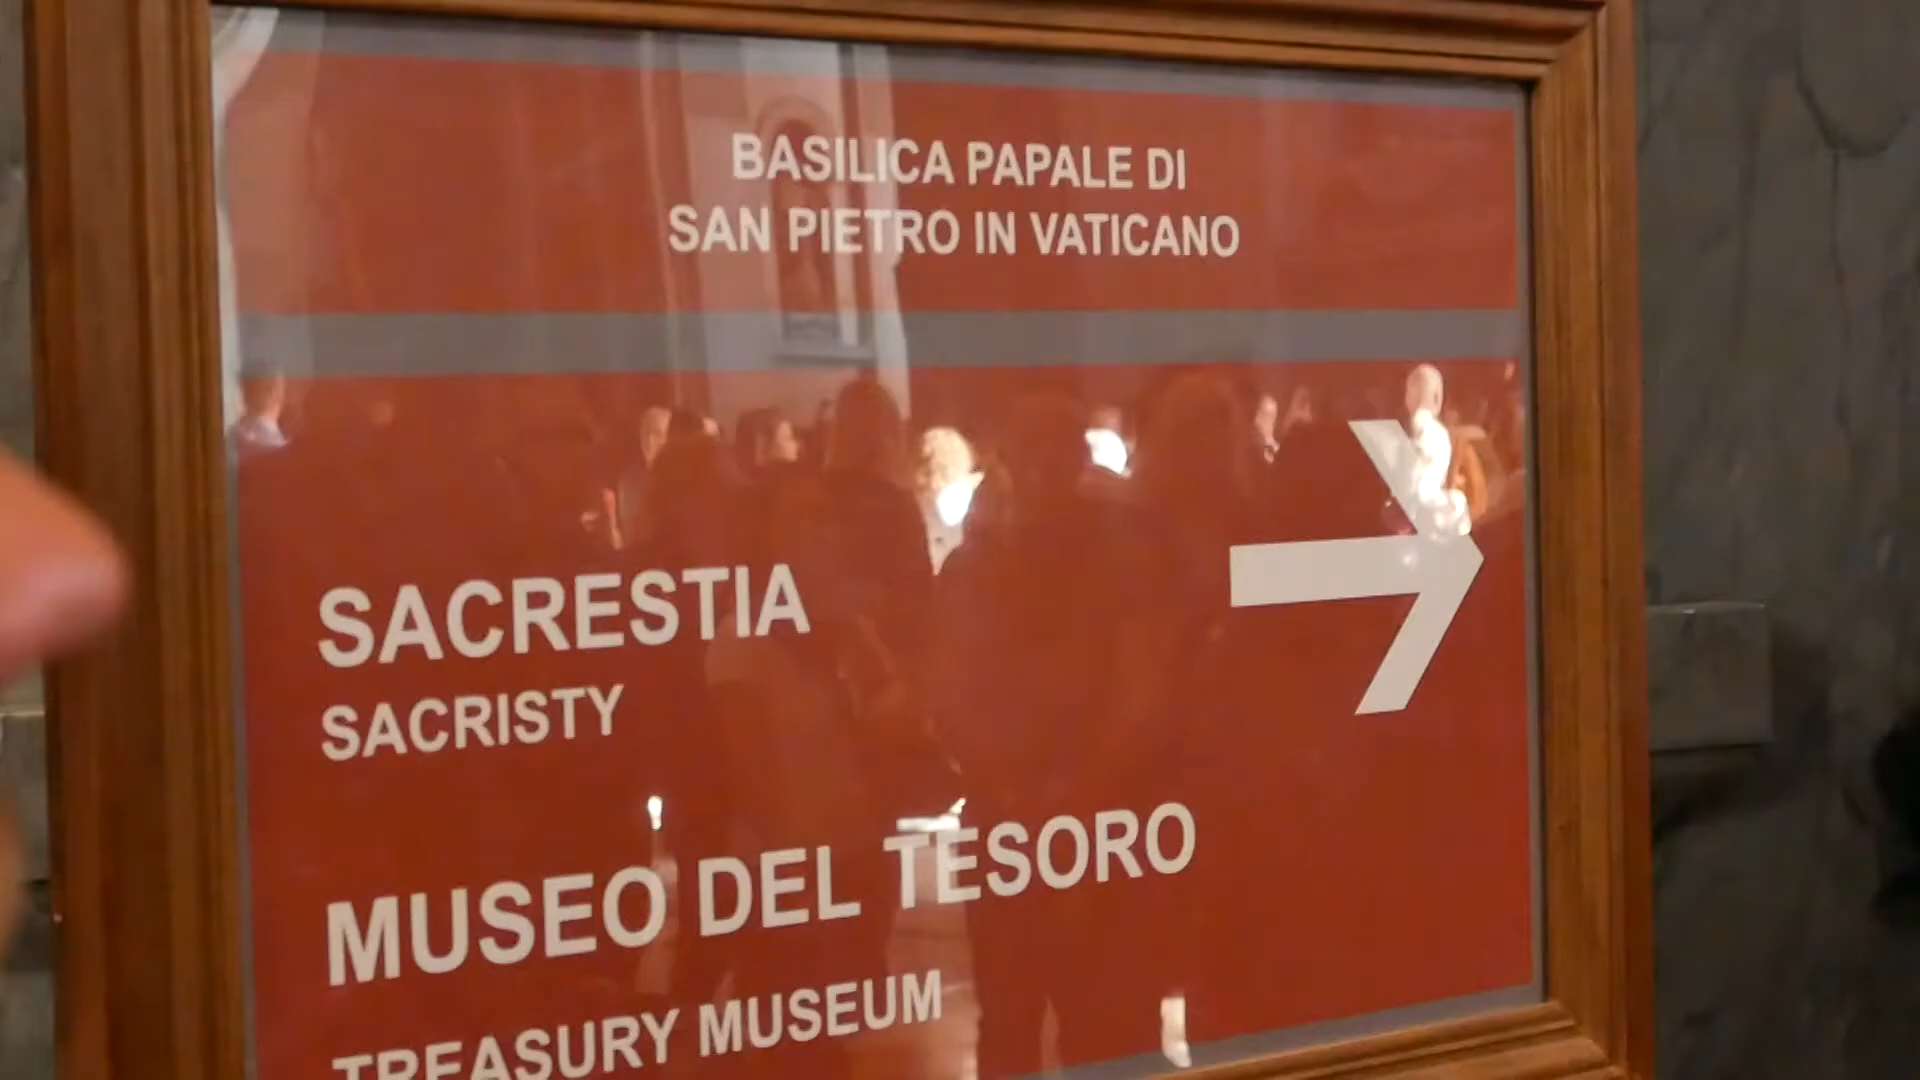 BASILICA PAPALE DI
SAN PIETRO IN VATICANO
SACRESTIA
SACRISTY
MUSEO DEL TESORO
TREASURY MUSEUM